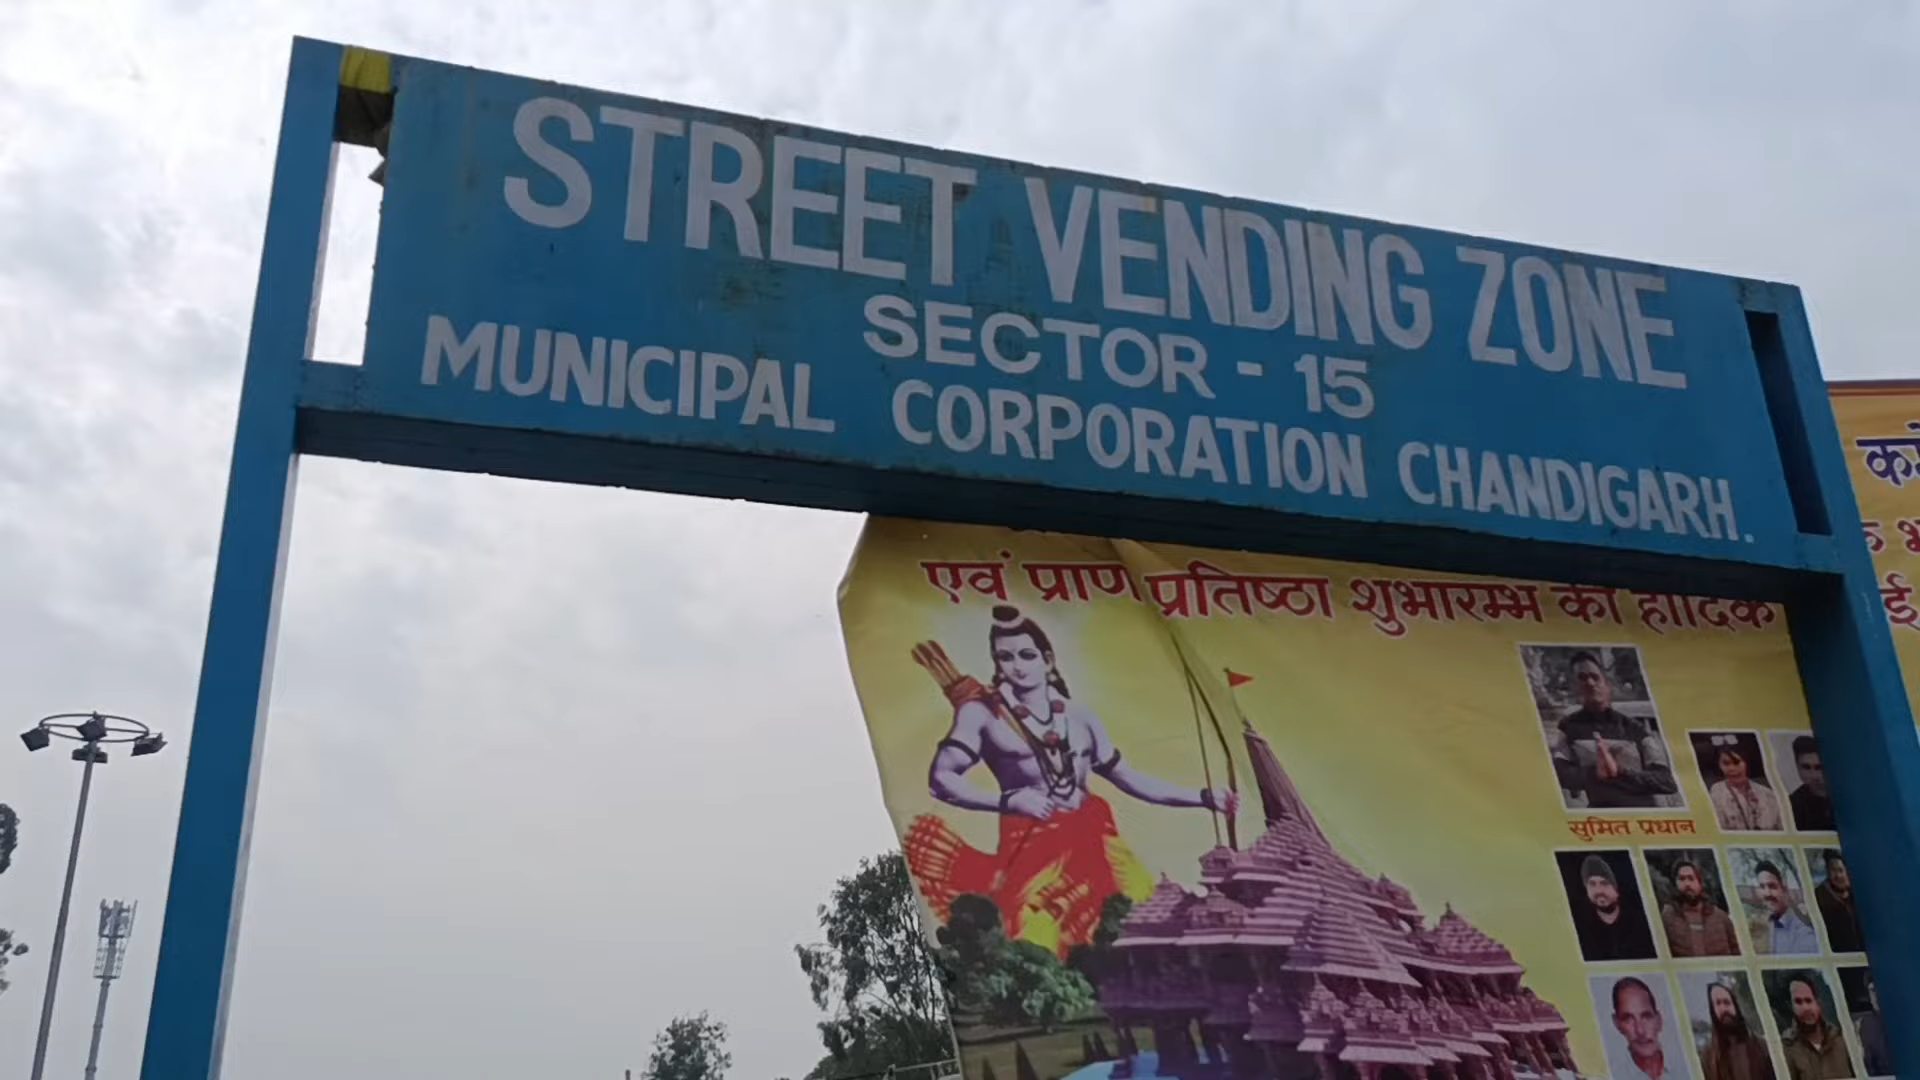 STREET VENDING ZONE
SECTOR - 15
MUNICIPAL CORPORATION CHANDIGARH.
एवं प्राण प्रतिष्ठा शुभारम्भ की हार्दिक
सुमित प्रधान